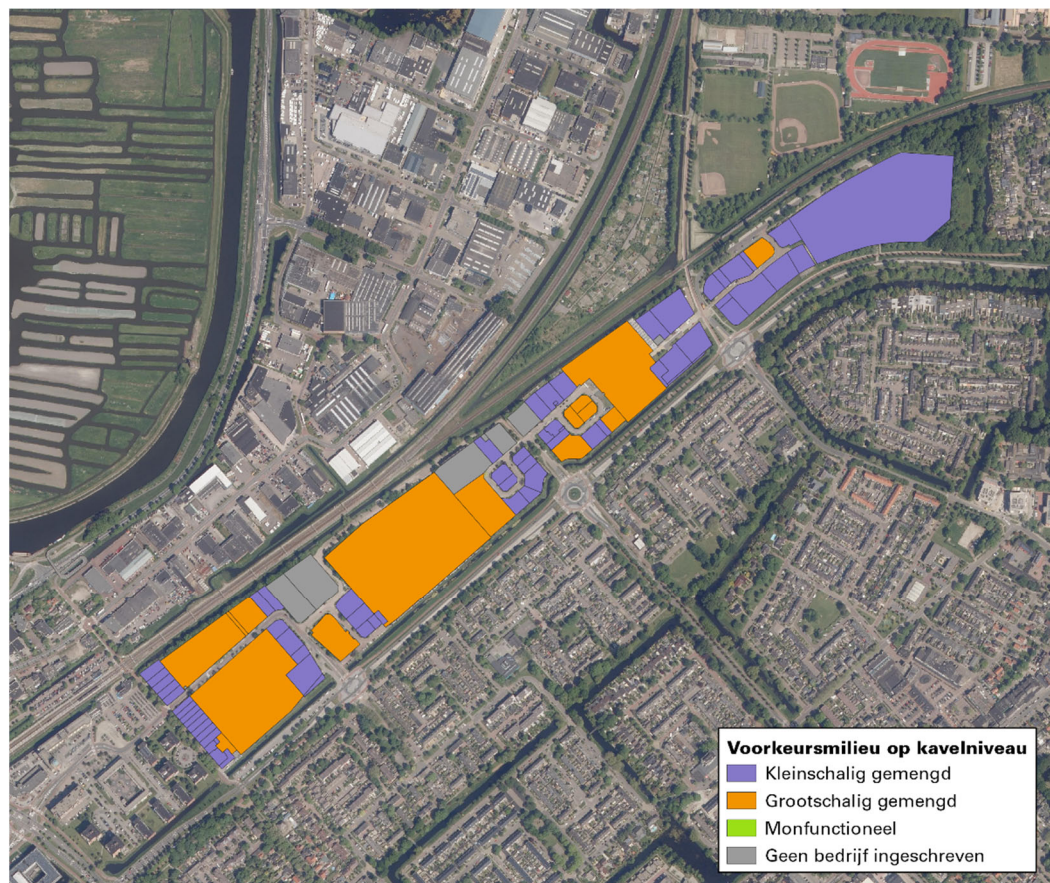 Voorkeursmilieu op kavelniveau
Kleinschalig gemengd
Grootschalig gemengd
Monfunctioneel
Geen bedrijf ingeschreven